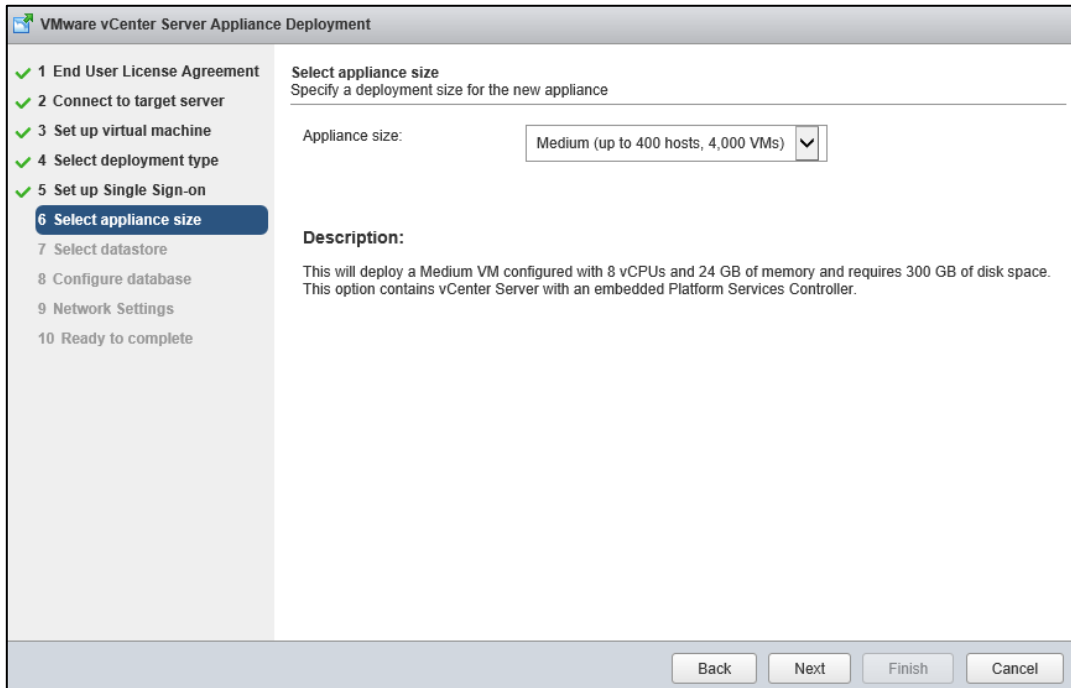 VMware vCenter Server Appliance Deployment
1 End User License Agreement
2 Connect to target server
3 Set up virtual machine
4 Select deployment type
5 Set up Single Sign-on
6 Select appliance size
7 Select datastore
8 Configure database
9 Network Settings
10 Ready to complete
Select appliance size
Specify a deployment size for the new appliance
Appliance size:
Medium (up to 400 hosts, 4,000 VMs)
Description:
This will deploy a Medium VM configured with 8 vCPUs and 24 GB of memory and requires 300 GB of disk space.
This option contains vCenter Server with an embedded Platform Services Controller.
Back
Next
Finish
Cancel